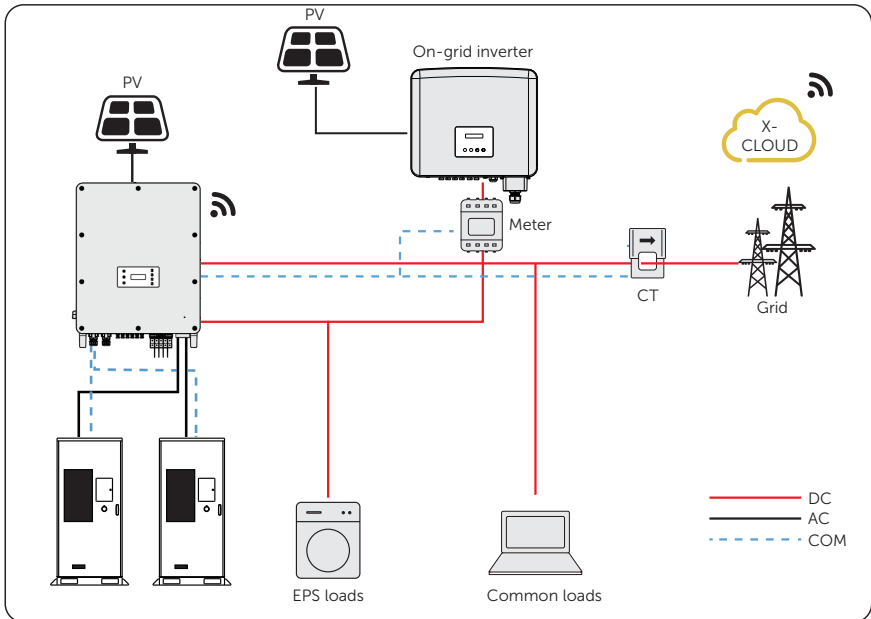 PV
On-grid inverter
PV
X-
CLOUD
Meter
CT
Grid
DC
AC
COM
EPS loads
Common loads